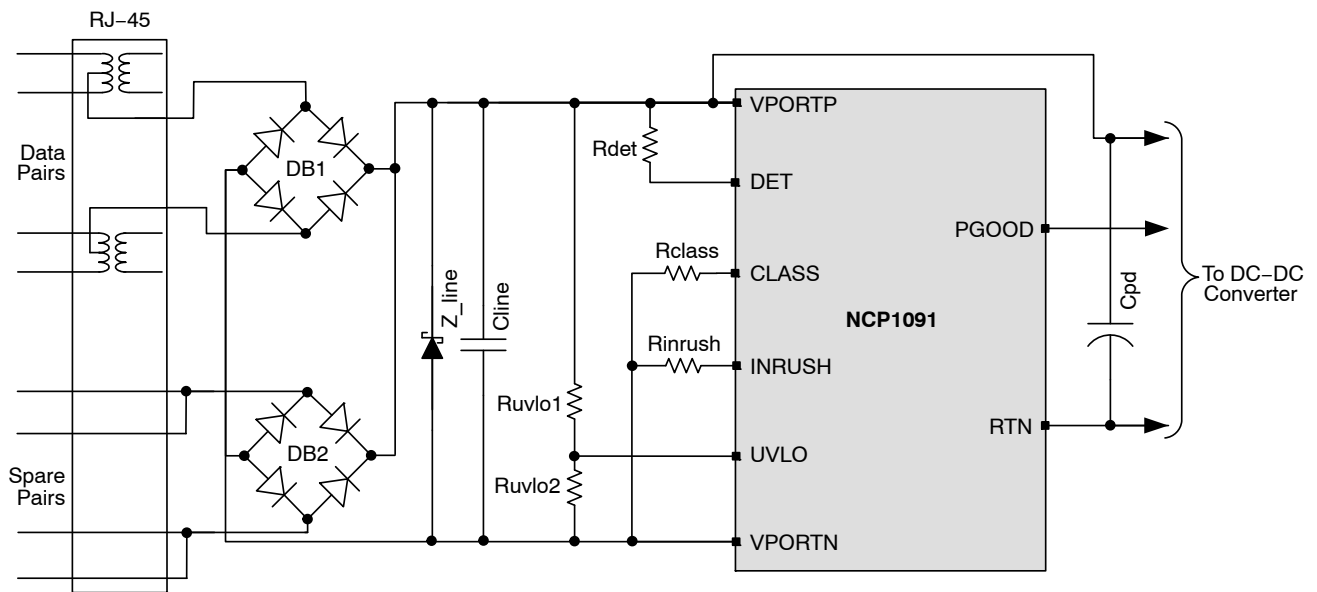 RJ-45
Data
Pairs
DB1
Spare
Pairs
DB2
Z_line
Cline
Ruvlo1
Ruvlo2
Rdet
Rclass
Rinrush
VPORTP
DET
CLASS
INRUSH
UVLO
VPORTN
NCP1091
PGOOD
RTN
Cpd
To DC-DC
Converter